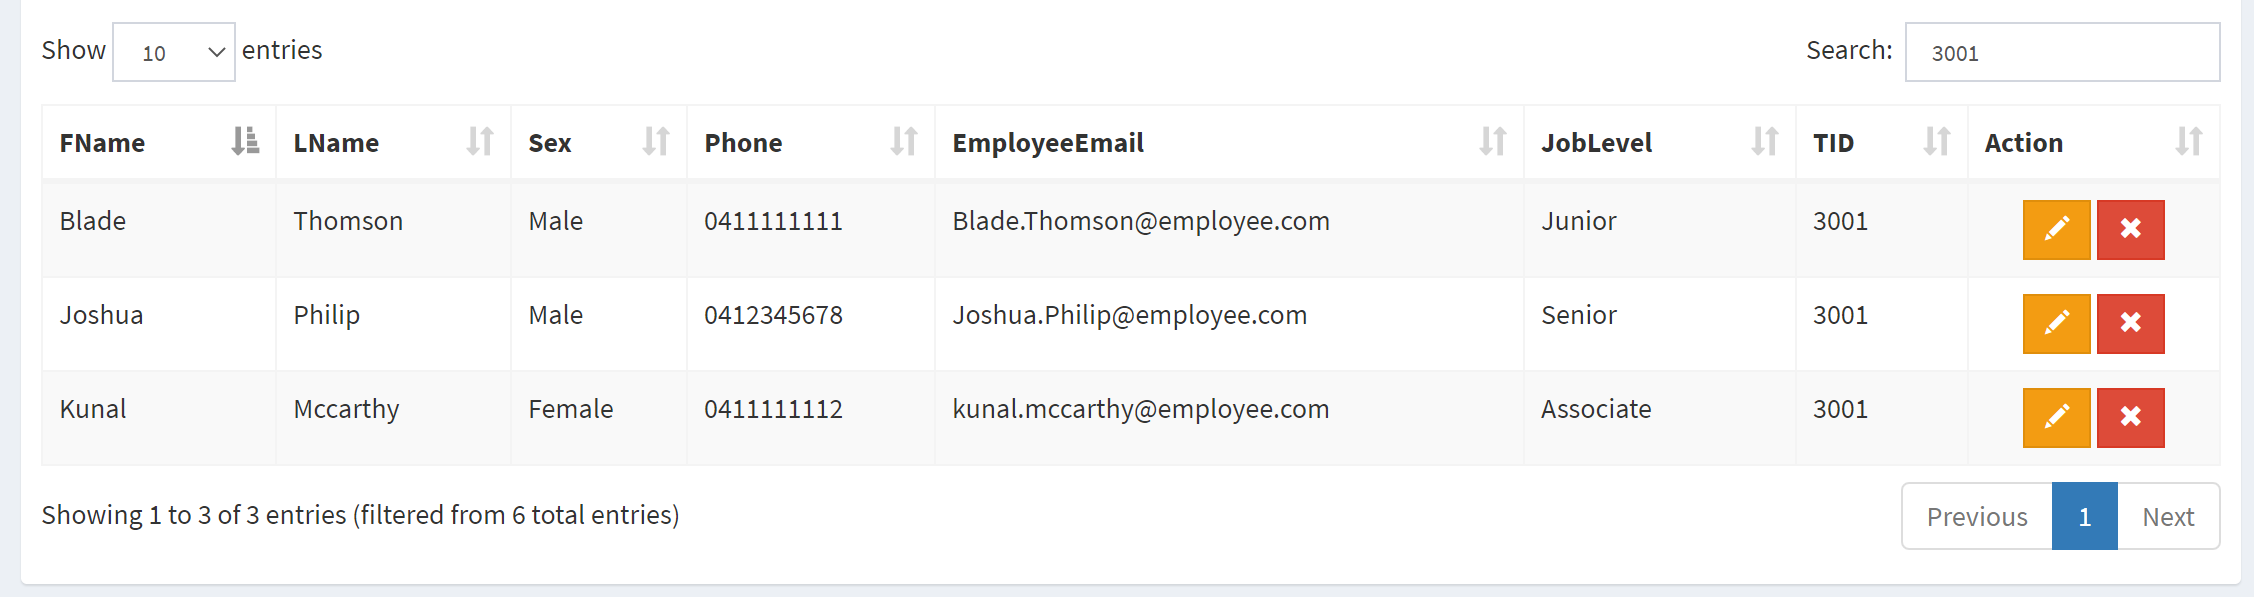 Show 10 entries Search: 3001
FName LName Sex Phone EmployeeEmail JobLevel TID Action
Blade Thomson Male 0411111111 Blade.Thomson@employee.com Junior 3001
Joshua Philip Male 0412345678 Joshua.Philip@employee.com Senior 3001
Kunal Mccarthy Female 0411111112 kunal.mccarthy@employee.com Associate 3001
Showing 1 to 3 of 3 entries (filtered from 6 total entries) Previous 1 Next